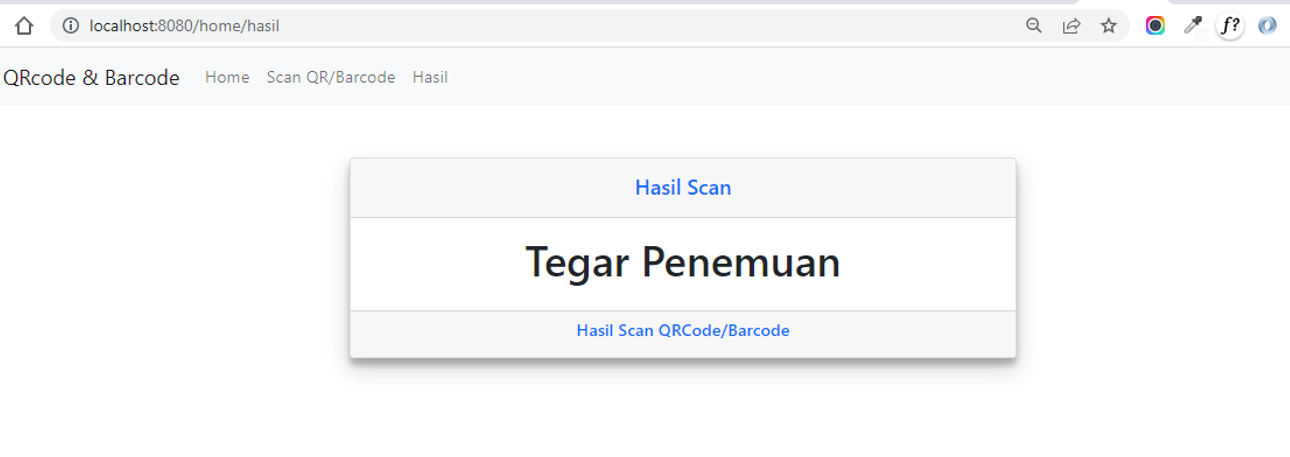 localhost:8080/home/hasil
f?
QRcode & Barcode Home Scan QR/Barcode Hasil
Hasil Scan
Tegar Penemuan
Hasil Scan QRCode/Barcode